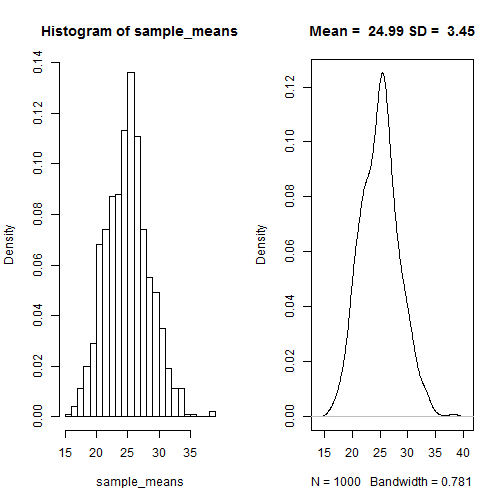 Histogram of sample_means
Density
0.00 0.02 0.04 0.06 0.08 0.10 0.12 0.14
15 20 25 30 35
sample_means
Mean =  24.99 SD =  3.45
Density
0.00 0.02 0.04 0.06 0.08 0.10 0.12
15 20 25 30 35 40
N = 1000   Bandwidth = 0.781